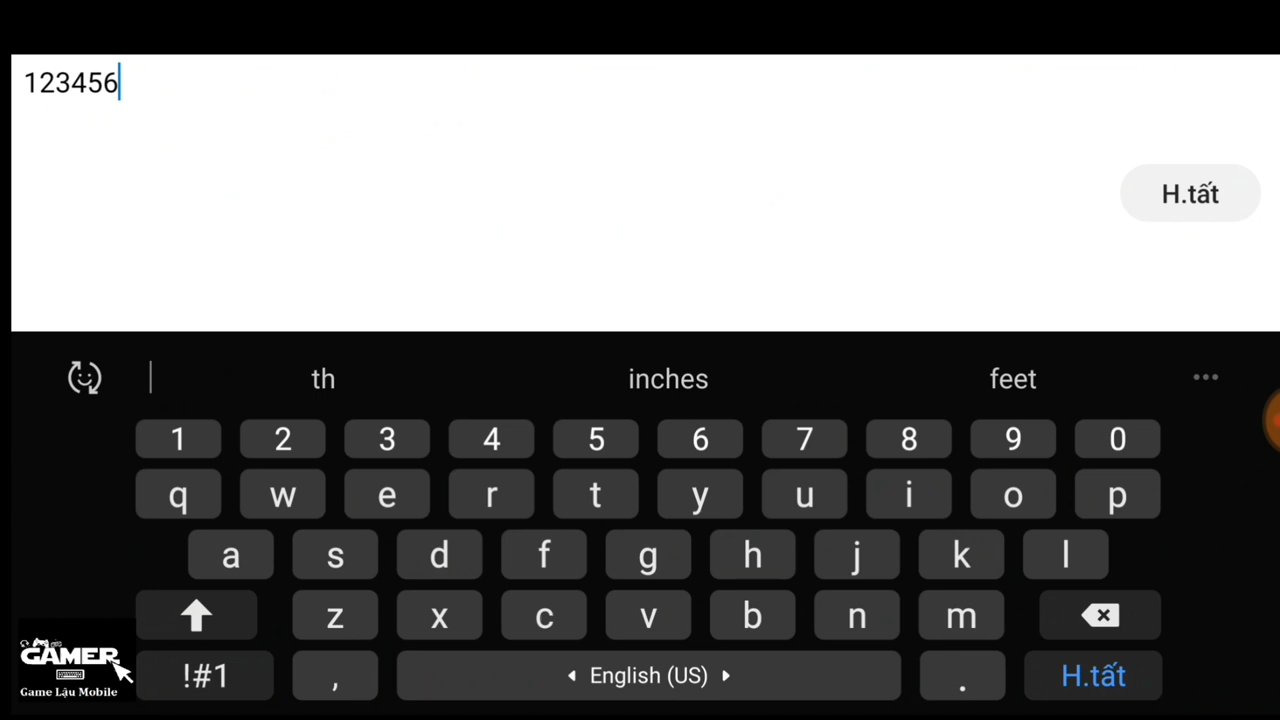 123456
H.tất
th inches feet
1 2 3 4 5 6 7 8 9 0
q w e r t y u i o p
a s d f g h j k l
z x c v b n m
!#1 , English (US) . H.tất
GAMER
Game Lậu Mobile